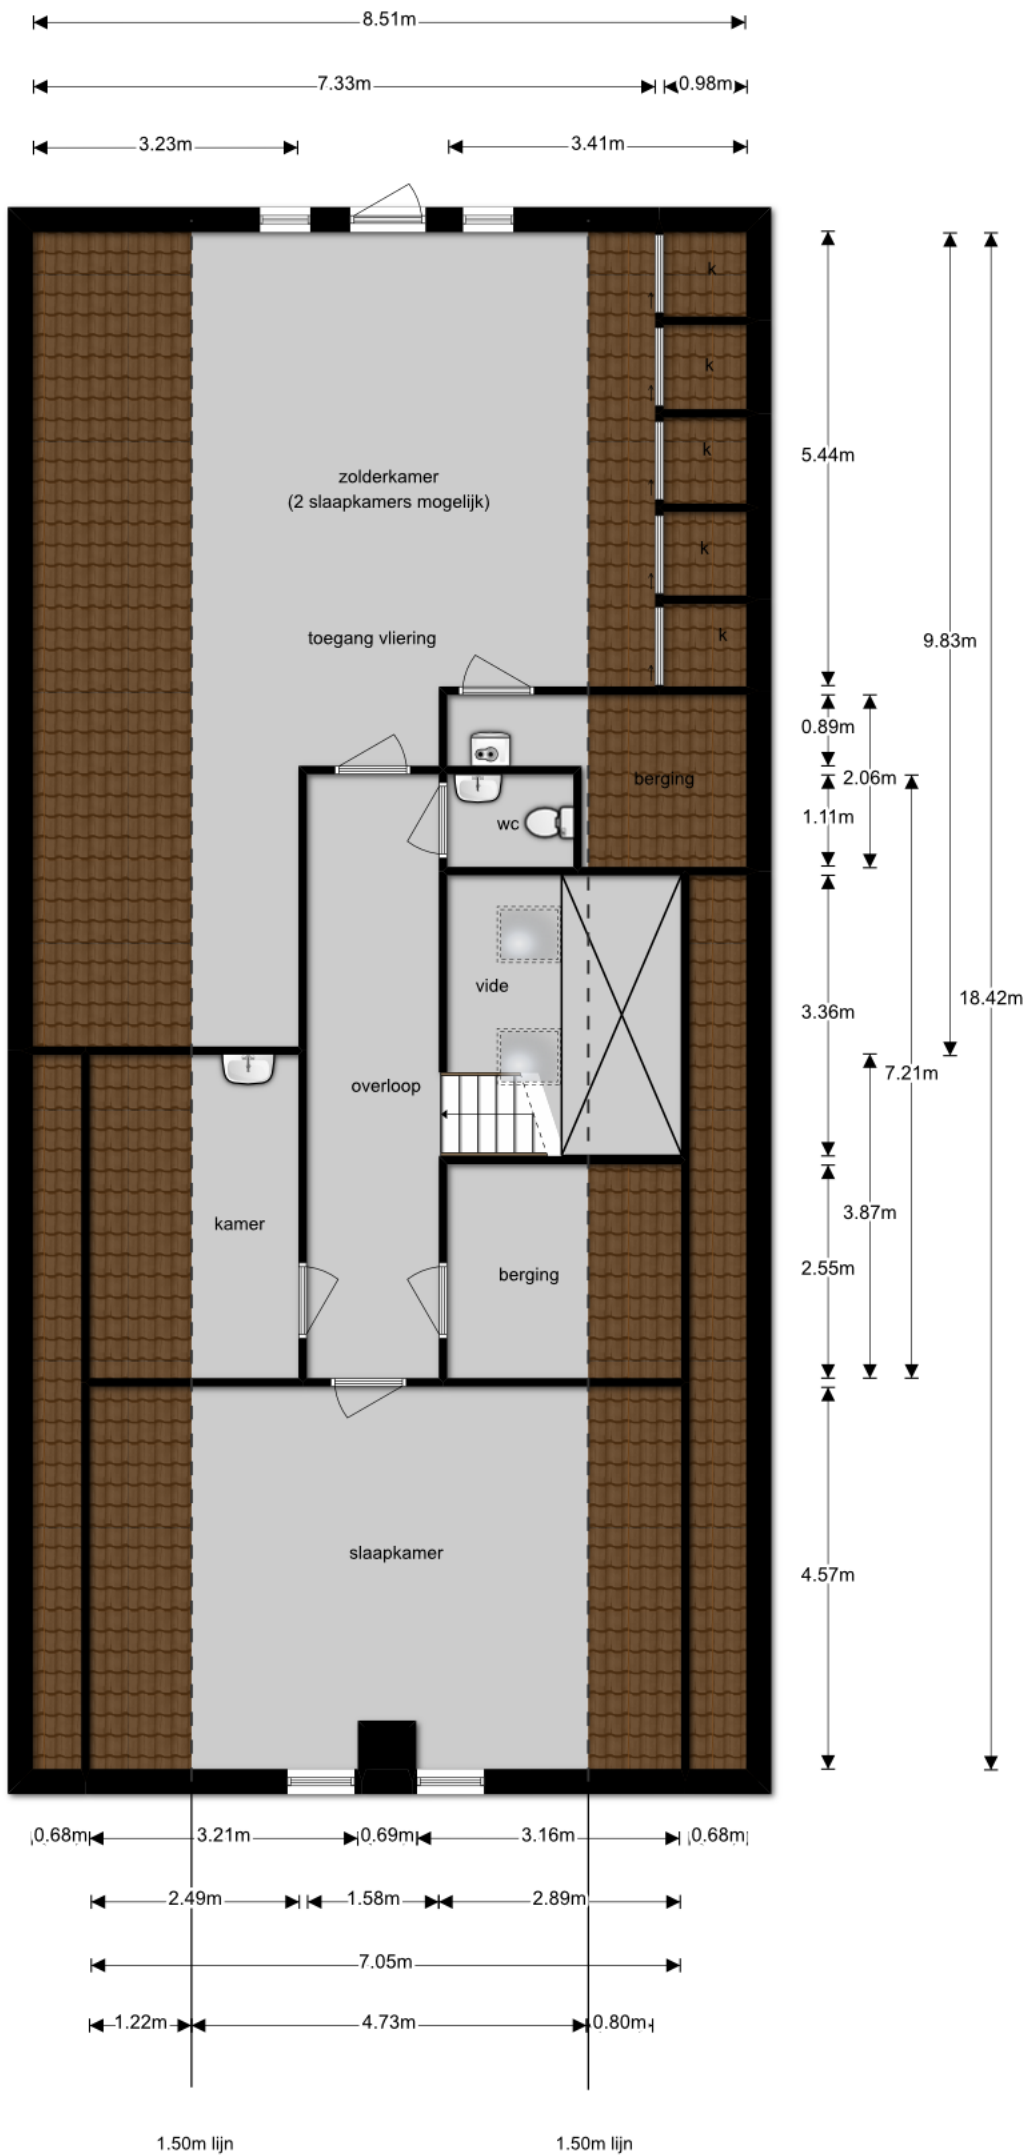 8.51m
7.33m
0.98m
3.23m
3.41m
k
k
k
k
k
zolderkamer
(2 slaapkamers mogelijk)
toegang vliering
5.44m
9.83m
0.89m
berging
2.06m
1.11m
wc
vide
3.36m
18.42m
overloop
7.21m
kamer
3.87m
berging
2.55m
slaapkamer
4.57m
0.68m
3.21m
0.69m
3.16m
0.68m
2.49m
1.58m
2.89m
7.05m
1.22m
4.73m
0.80m
1.50m lijn
1.50m lijn